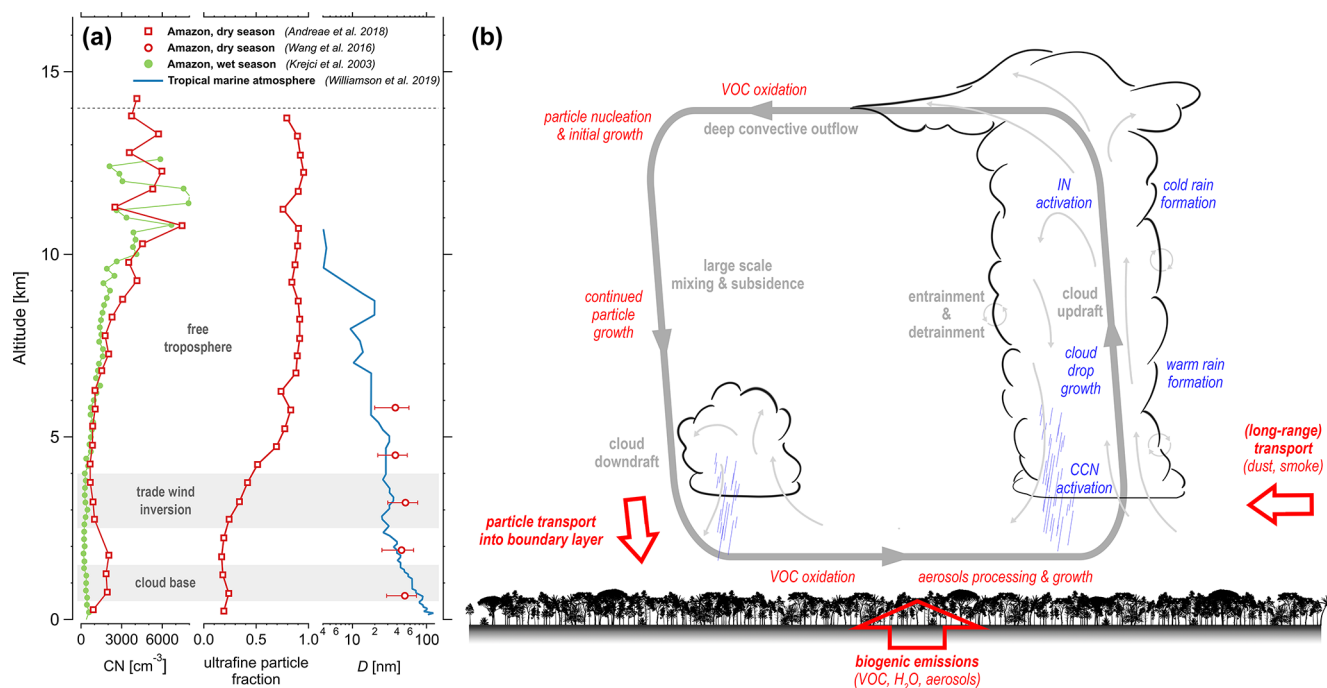 (a)
Amazon, dry season (Andreae et al. 2018)
Amazon, dry season (Wang et al. 2016)
Amazon, wet season (Krejci et al. 2003)
Tropical marine atmosphere (Williamson et al. 2019)
15
10
5
0
Altitude [km]
free
troposphere
trade wind
inversion
cloud base
0 3000 6000
CN [cm⁻³]
0.0 0.5 1.0
ultrafine particle
fraction
4 6 10 2 4 6 100
D [nm]
(b)
VOC oxidation
particle nucleation
& initial growth
deep convective outflow
IN
activation
cold rain
formation
large scale
mixing & subsidence
continued
particle
growth
entrainment
&
detrainment
cloud
updraft
cloud
drop
growth
warm rain
formation
cloud
downdraft
CCN
activation
(long-range)
transport
(dust, smoke)
particle transport
into boundary layer
VOC oxidation
aerosols processing & growth
biogenic emissions
(VOC, H₂O, aerosols)